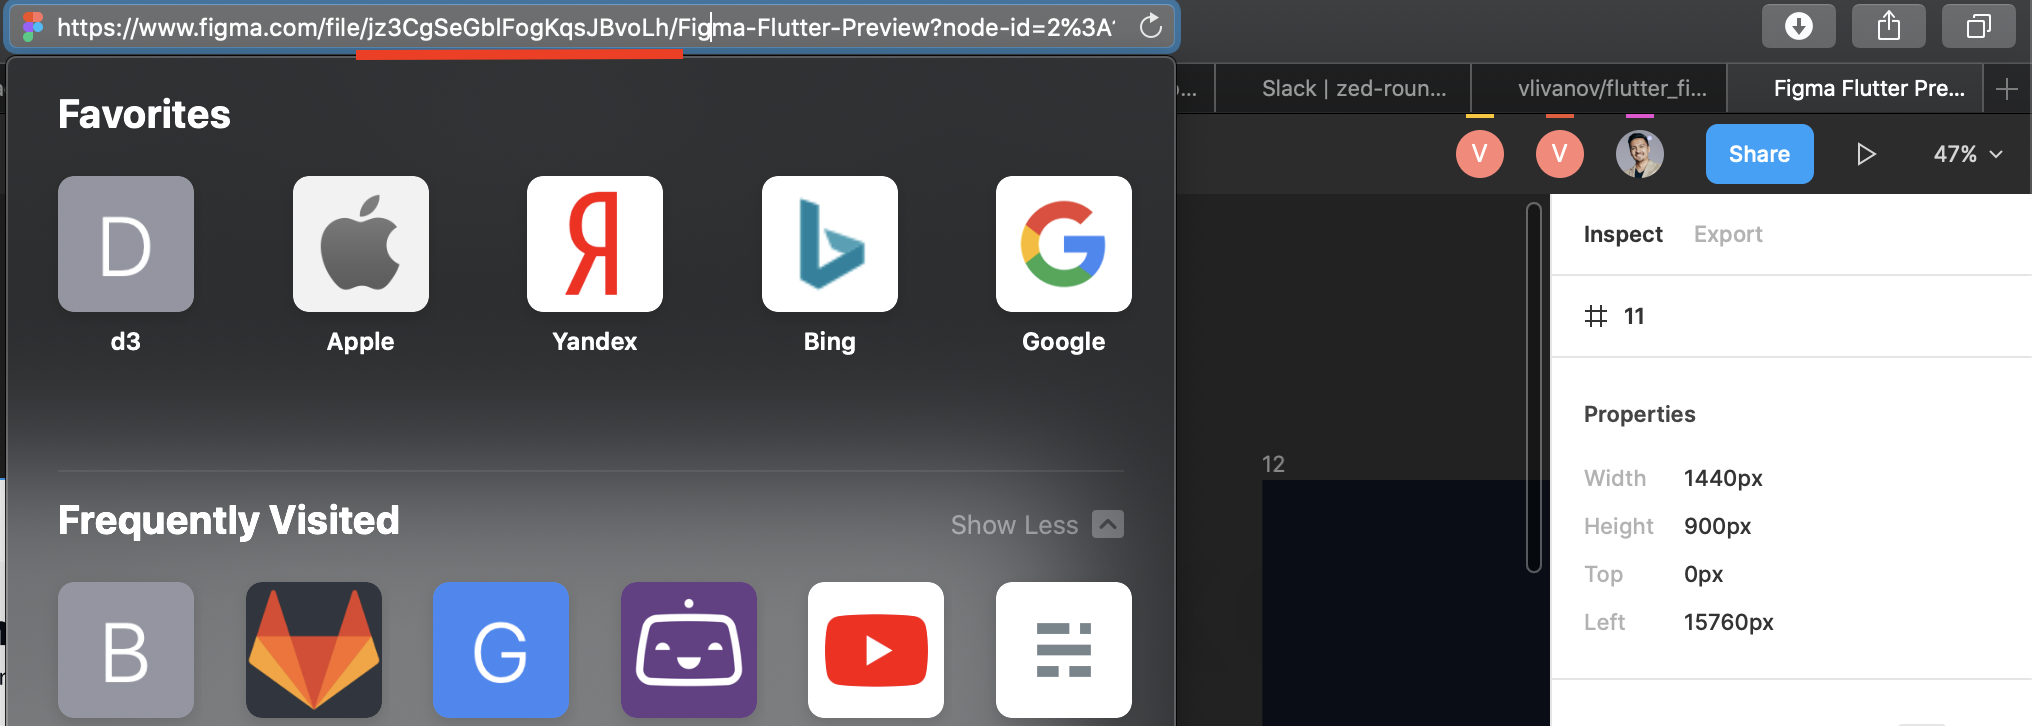 https://www.figma.com/file/jz3CgSeGblFogKqsJBvoLh/Figma-Flutter-Preview?node-id=2%3A
Slack | zed-roun...
vlivanov/flutter_fi...
Figma Flutter Pre...
Favorites
V
V
Share
47%
D
Я
b
G
d3
Apple
Yandex
Bing
Google
Inspect
Export
11
Properties
12
Width 1440px
Height 900px
Top 0px
Left 15760px
Frequently Visited
Show Less
B
G